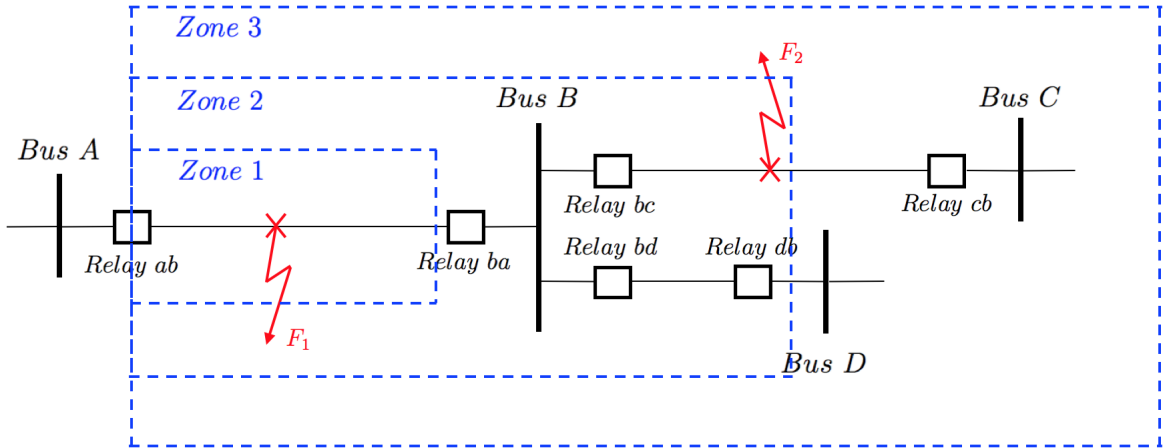 Zone 3
F₂
Zone 2
Bus B
Bus C
Bus A
Zone 1
Relay bc
Relay cb
Relay ab
Relay ba
Relay bd
Relay db
F₁
Bus D